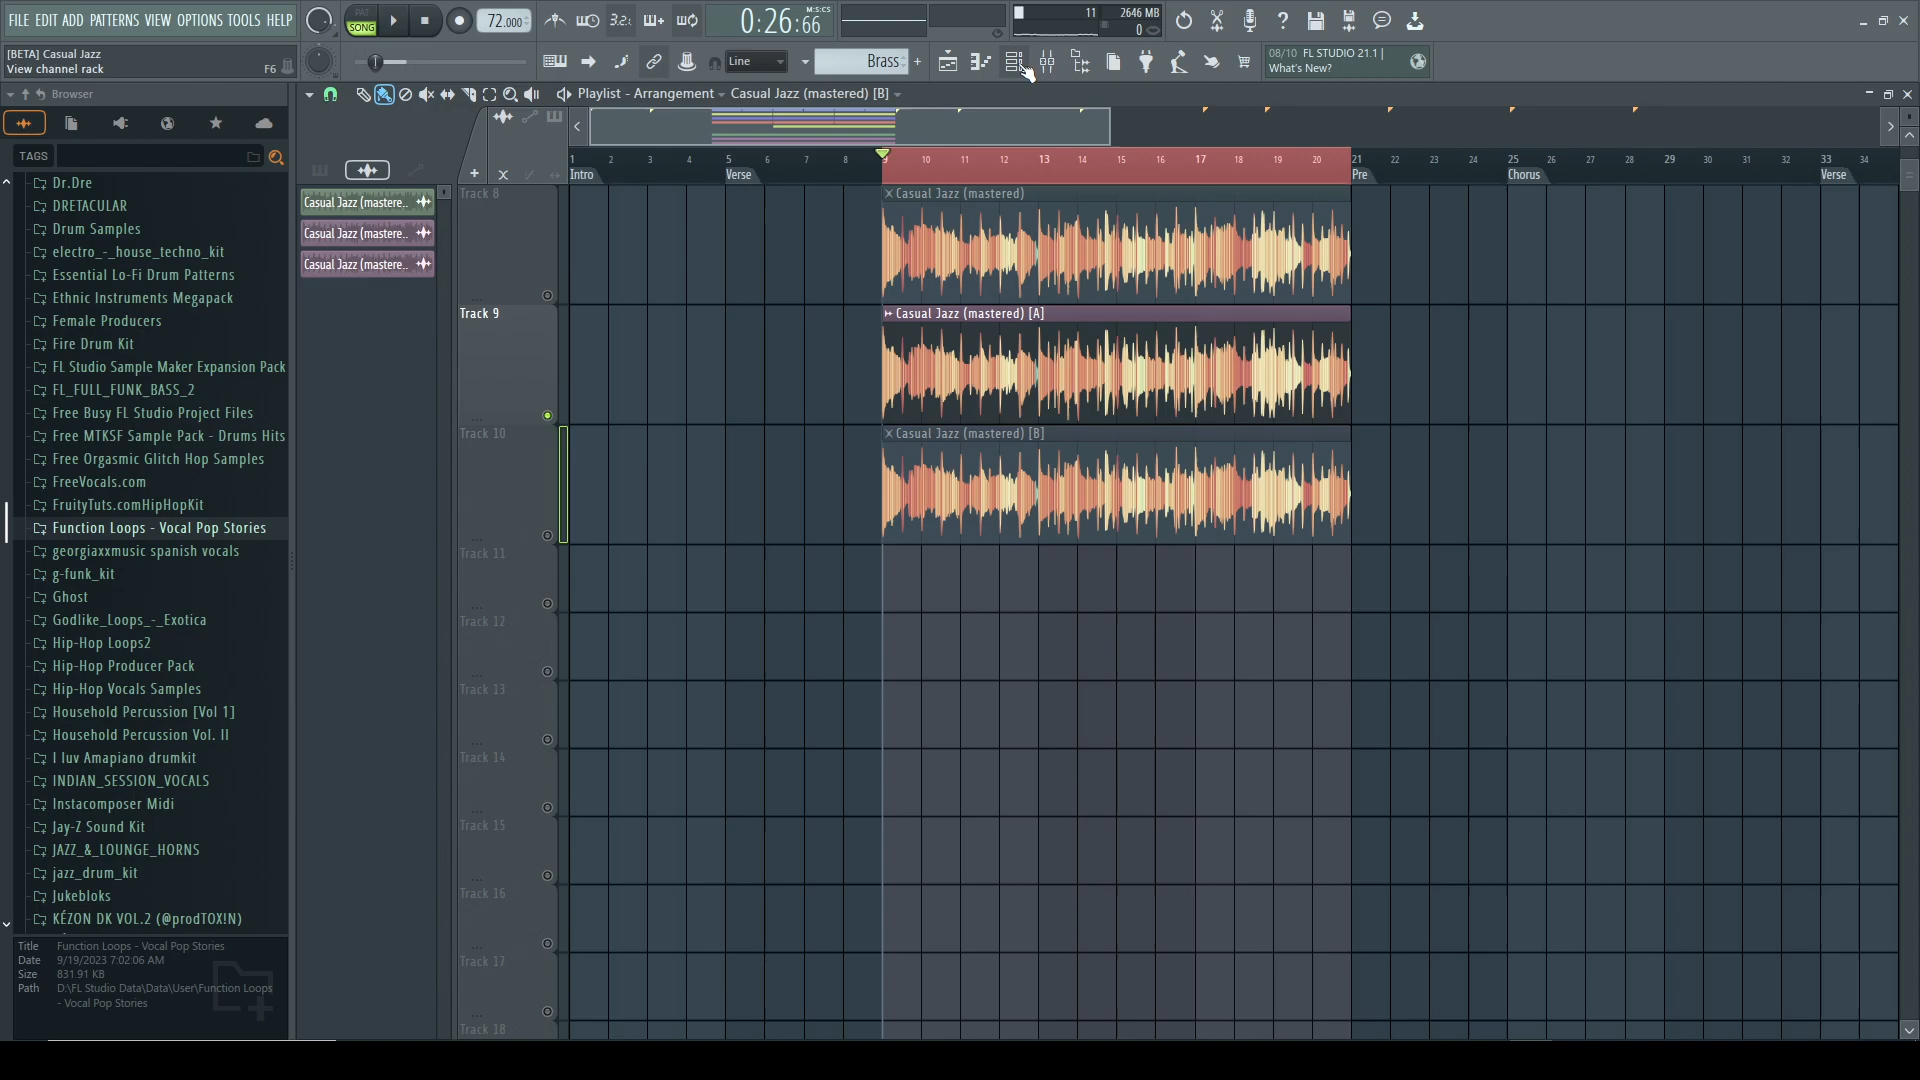 FILE EDIT ADD PATTERNS VIEW OPTIONS TOOLS HELP
PAT
SONG
72.000
3.2.
0:26:66
M:S:CS
11
2646 MB
0
[BETA] Casual Jazz
View channel rack
F6
Line
Brass
08/10 FL STUDIO 21.1 |
What's New?
Browser
Playlist - Arrangement
Casual Jazz (mastered) [B]
TAGS
1 2 3 4 5 6 7 8 9 10 11 12 13 14 15 16 17 18 19 20 21 22 23 24 25 26 27 28 29 30 31 32 33 34
Intro
Verse
Pre
Chorus
Verse
Dr.Dre
DRETACULAR
Drum Samples
electro_-_house_techno_kit
Essential Lo-Fi Drum Patterns
Ethnic Instruments Megapack
Female Producers
Fire Drum Kit
FL Studio Sample Maker Expansion Pack
FL_FULL_FUNK_BASS_2
Free Busy FL Studio Project Files
Free MTKSF Sample Pack - Drums Hits
Free Orgasmic Glitch Hop Samples
FreeVocals.com
FruityTuts.comHipHopKit
Function Loops - Vocal Pop Stories
georgiaxxmusic spanish vocals
g-funk_kit
Ghost
Godlike_Loops_-_Exotica
Hip-Hop Loops2
Hip-Hop Producer Pack
Hip-Hop Vocals Samples
Household Percussion [Vol 1]
Household Percussion Vol. II
I luv Amapiano drumkit
INDIAN_SESSION_VOCALS
Instacomposer Midi
Jay-Z Sound Kit
JAZZ_&_LOUNGE_HORNS
jazz_drum_kit
Jukebloks
KÉZON DK VOL.2 (@prodTOX!N)
Title Function Loops - Vocal Pop Stories
Date 9/19/2023 7:02:06 AM
Size 831.91 KB
Path D:\FL Studio Data\Data\User\Function Loops
- Vocal Pop Stories
Casual Jazz (mastere..
Casual Jazz (mastere..
Casual Jazz (mastere..
Track 8
Casual Jazz (mastered)
Track 9
Casual Jazz (mastered) [A]
Track 10
Casual Jazz (mastered) [B]
Track 11
Track 12
Track 13
Track 14
Track 15
Track 16
Track 17
Track 18